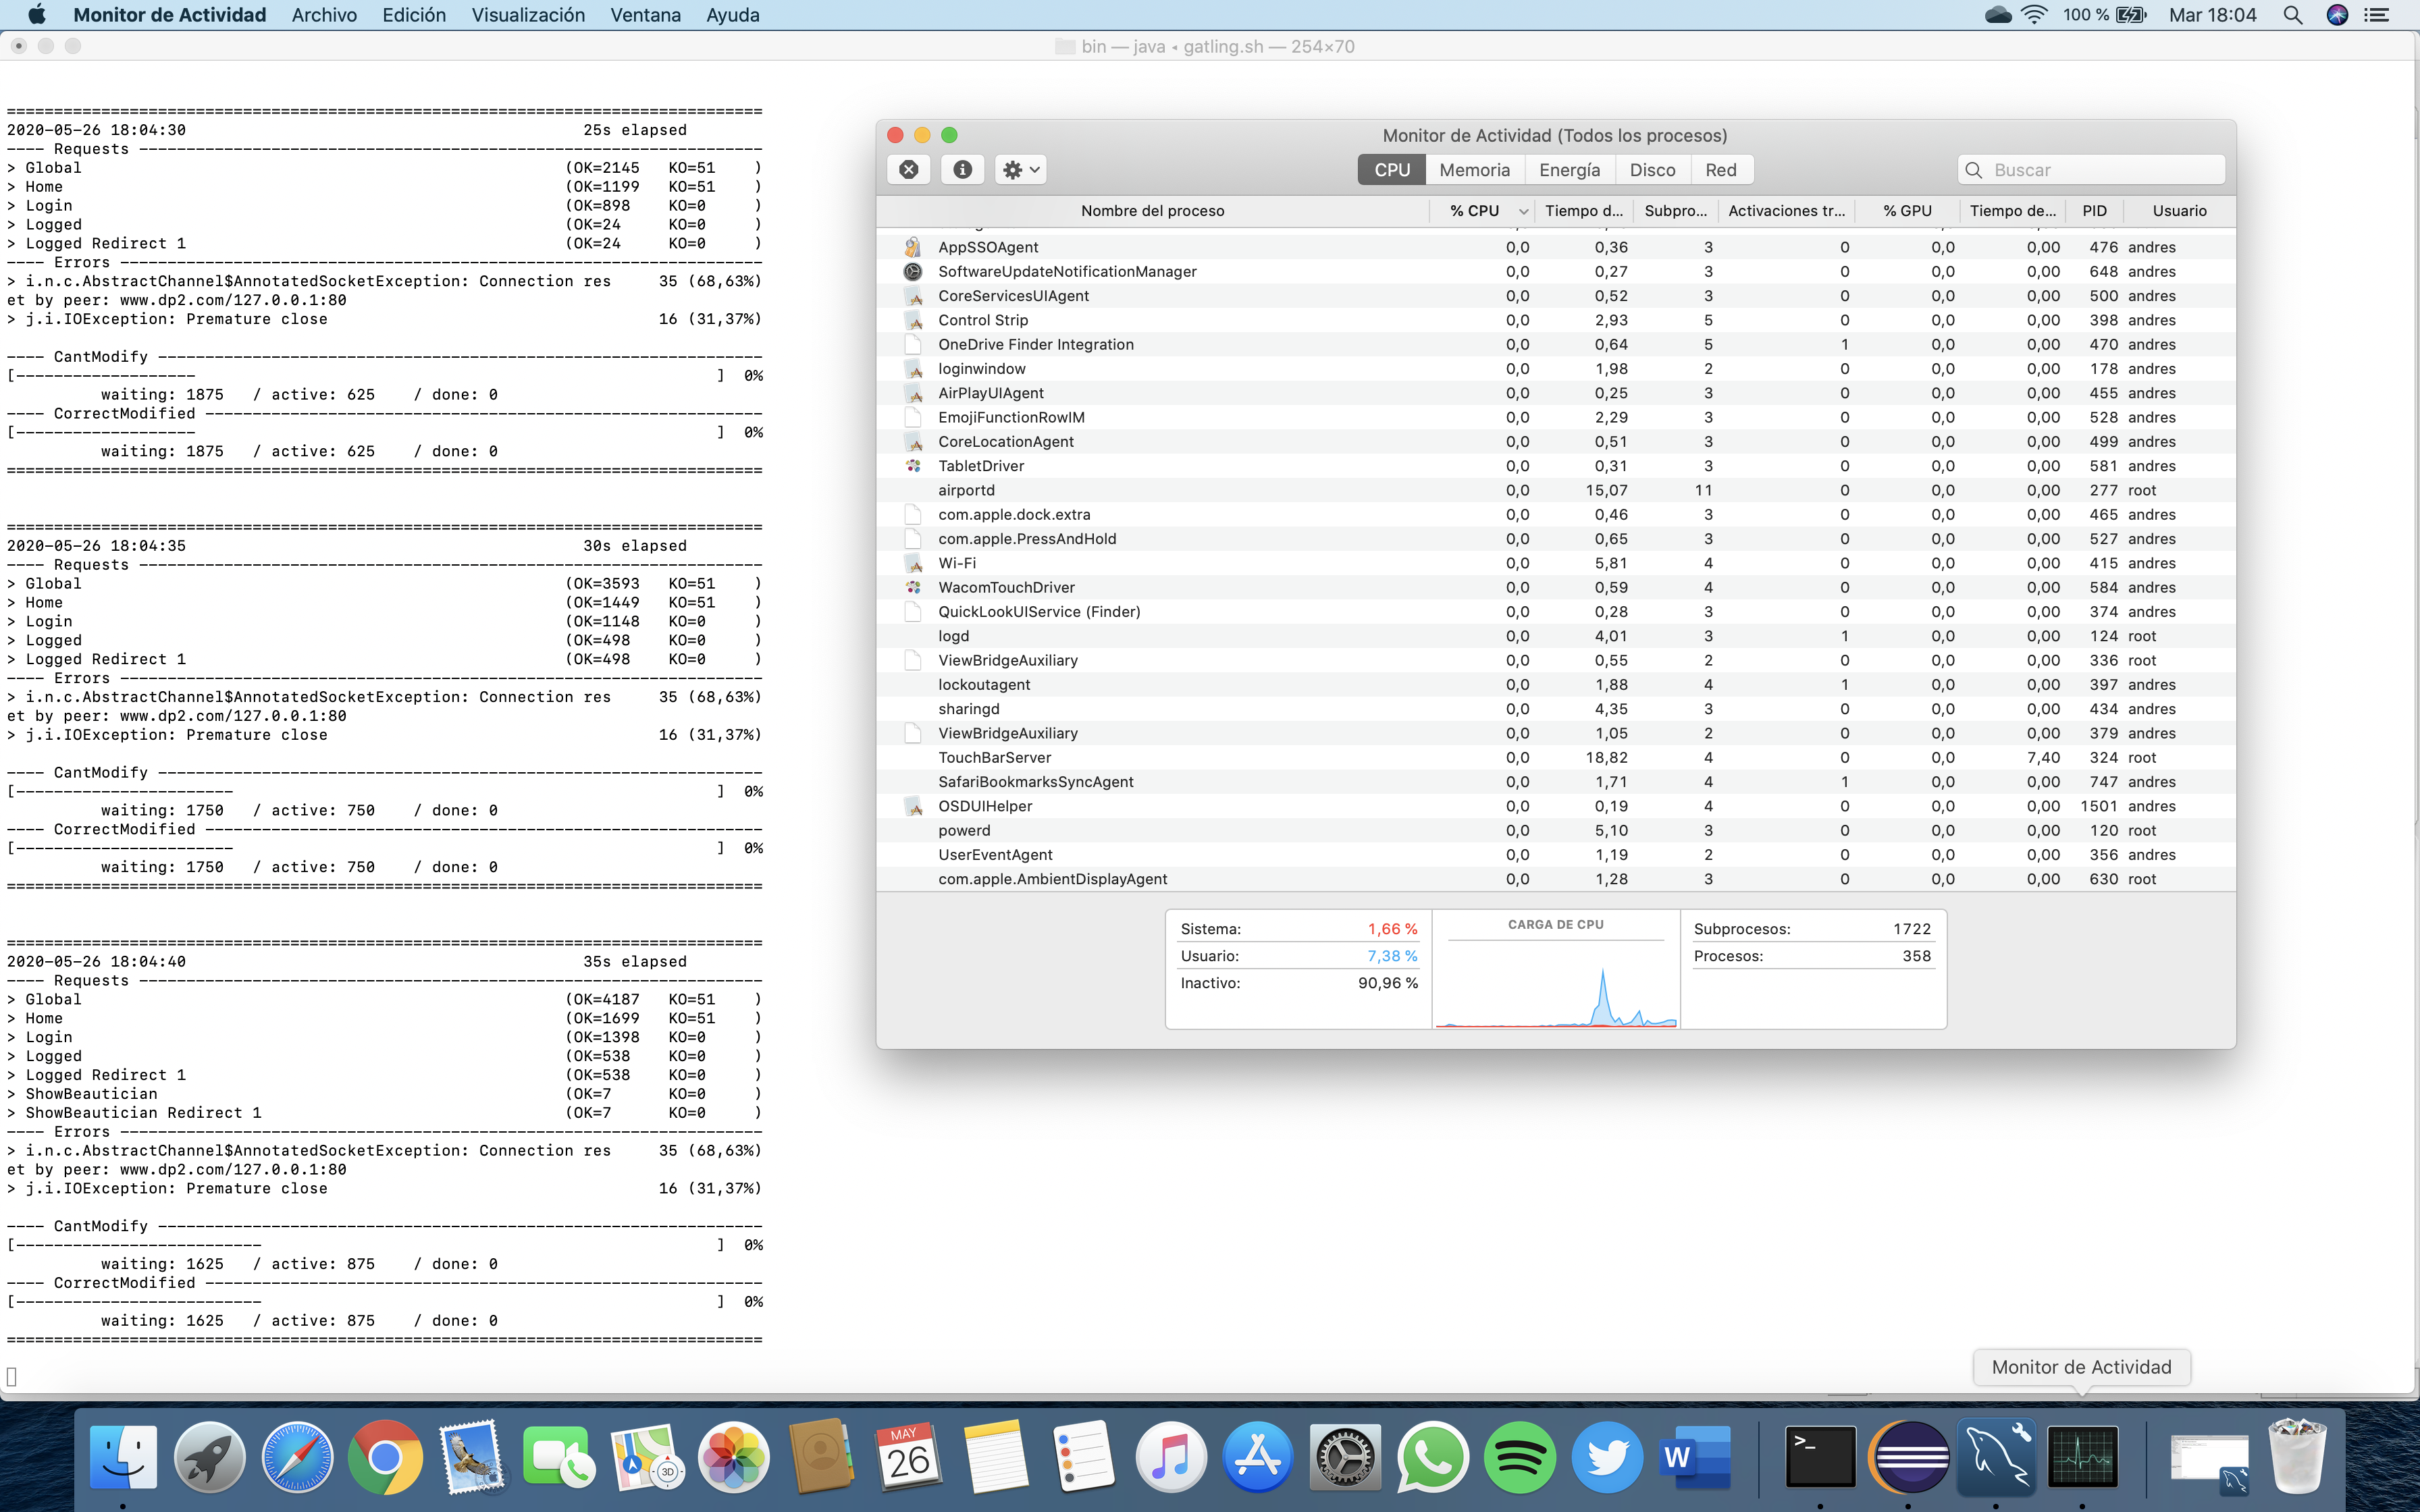 Monitor de Actividad Archivo Edición Visualización Ventana Ayuda 100 % Mar 18:04
bin — java ◂ gatling.sh — 254×70
================================================================================
2020-05-26 18:04:30                                          25s elapsed
---- Requests ------------------------------------------------------------------
> Global                                                   (OK=2145   KO=51    )
> Home                                                     (OK=1199   KO=51    )
> Login                                                    (OK=898    KO=0     )
> Logged                                                   (OK=24     KO=0     )
> Logged Redirect 1                                        (OK=24     KO=0     )
---- Errors --------------------------------------------------------------------
> i.n.c.AbstractChannel$AnnotatedSocketException: Connection res     35 (68,63%)
et by peer: www.dp2.com/127.0.0.1:80
> j.i.IOException: Premature close                                   16 (31,37%)
---- CantModify ----------------------------------------------------------------
[-------------------                                                       ]  0%
          waiting: 1875   / active: 625    / done: 0
---- CorrectModified -----------------------------------------------------------
[-------------------                                                       ]  0%
          waiting: 1875   / active: 625    / done: 0
================================================================================
================================================================================
2020-05-26 18:04:35                                          30s elapsed
---- Requests ------------------------------------------------------------------
> Global                                                   (OK=3593   KO=51    )
> Home                                                     (OK=1449   KO=51    )
> Login                                                    (OK=1148   KO=0     )
> Logged                                                   (OK=498    KO=0     )
> Logged Redirect 1                                        (OK=498    KO=0     )
---- Errors --------------------------------------------------------------------
> i.n.c.AbstractChannel$AnnotatedSocketException: Connection res     35 (68,63%)
et by peer: www.dp2.com/127.0.0.1:80
> j.i.IOException: Premature close                                   16 (31,37%)
---- CantModify ----------------------------------------------------------------
[-----------------------                                                   ]  0%
          waiting: 1750   / active: 750    / done: 0
---- CorrectModified -----------------------------------------------------------
[-----------------------                                                   ]  0%
          waiting: 1750   / active: 750    / done: 0
================================================================================
================================================================================
2020-05-26 18:04:40                                          35s elapsed
---- Requests ------------------------------------------------------------------
> Global                                                   (OK=4187   KO=51    )
> Home                                                     (OK=1699   KO=51    )
> Login                                                    (OK=1398   KO=0     )
> Logged                                                   (OK=538    KO=0     )
> Logged Redirect 1                                        (OK=538    KO=0     )
> ShowBeautician                                           (OK=7      KO=0     )
> ShowBeautician Redirect 1                                (OK=7      KO=0     )
---- Errors --------------------------------------------------------------------
> i.n.c.AbstractChannel$AnnotatedSocketException: Connection res     35 (68,63%)
et by peer: www.dp2.com/127.0.0.1:80
> j.i.IOException: Premature close                                   16 (31,37%)
---- CantModify ----------------------------------------------------------------
[--------------------------                                                ]  0%
          waiting: 1625   / active: 875    / done: 0
---- CorrectModified -----------------------------------------------------------
[--------------------------                                                ]  0%
          waiting: 1625   / active: 875    / done: 0
================================================================================
Monitor de Actividad (Todos los procesos)
CPU Memoria Energía Disco Red Buscar
Nombre del proceso % CPU Tiempo d... Subpro... Activaciones tr... % GPU Tiempo de... PID Usuario
AppSSOAgent 0,0 0,36 3 0 0,0 0,00 476 andres
SoftwareUpdateNotificationManager 0,0 0,27 3 0 0,0 0,00 648 andres
CoreServicesUIAgent 0,0 0,52 3 0 0,0 0,00 500 andres
Control Strip 0,0 2,93 5 0 0,0 0,00 398 andres
OneDrive Finder Integration 0,0 0,64 5 1 0,0 0,00 470 andres
loginwindow 0,0 1,98 2 0 0,0 0,00 178 andres
AirPlayUIAgent 0,0 0,25 3 0 0,0 0,00 455 andres
EmojiFunctionRowIM 0,0 2,29 3 0 0,0 0,00 528 andres
CoreLocationAgent 0,0 0,51 3 0 0,0 0,00 499 andres
TabletDriver 0,0 0,31 3 0 0,0 0,00 581 andres
airportd 0,0 15,07 11 0 0,0 0,00 277 root
com.apple.dock.extra 0,0 0,46 3 0 0,0 0,00 465 andres
com.apple.PressAndHold 0,0 0,65 3 0 0,0 0,00 527 andres
Wi-Fi 0,0 5,81 4 0 0,0 0,00 415 andres
WacomTouchDriver 0,0 0,59 4 0 0,0 0,00 584 andres
QuickLookUIService (Finder) 0,0 0,28 3 0 0,0 0,00 374 andres
logd 0,0 4,01 3 1 0,0 0,00 124 root
ViewBridgeAuxiliary 0,0 0,55 2 0 0,0 0,00 336 root
lockoutagent 0,0 1,88 4 1 0,0 0,00 397 andres
sharingd 0,0 4,35 3 0 0,0 0,00 434 andres
ViewBridgeAuxiliary 0,0 1,05 2 0 0,0 0,00 379 andres
TouchBarServer 0,0 18,82 4 0 0,0 7,40 324 root
SafariBookmarksSyncAgent 0,0 1,71 4 1 0,0 0,00 747 andres
OSDUIHelper 0,0 0,19 4 0 0,0 0,00 1501 andres
powerd 0,0 5,10 3 0 0,0 0,00 120 root
UserEventAgent 0,0 1,19 2 0 0,0 0,00 356 andres
com.apple.AmbientDisplayAgent 0,0 1,28 3 0 0,0 0,00 630 root
Sistema: 1,66 %
Usuario: 7,38 %
Inactivo: 90,96 %
CARGA DE CPU
Subprocesos: 1722
Procesos: 358
Monitor de Actividad
3D
MAY
26
W
>_